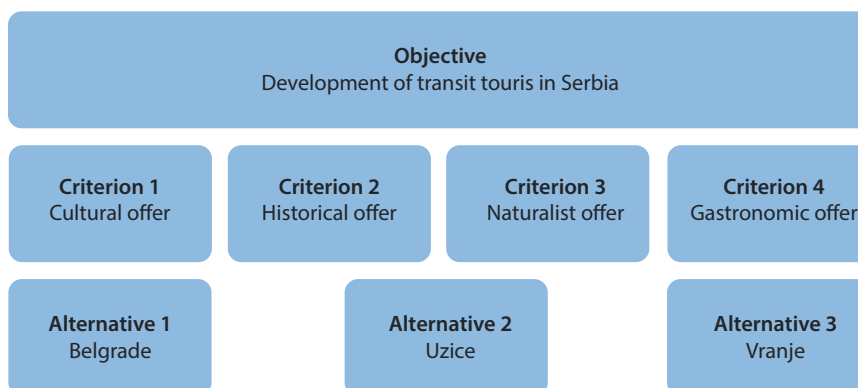 Objective
Development of transit touris in Serbia
Criterion 1
Cultural offer
Criterion 2
Historical offer
Criterion 3
Naturalist offer
Criterion 4
Gastronomic offer
Alternative 1
Belgrade
Alternative 2
Uzice
Alternative 3
Vranje